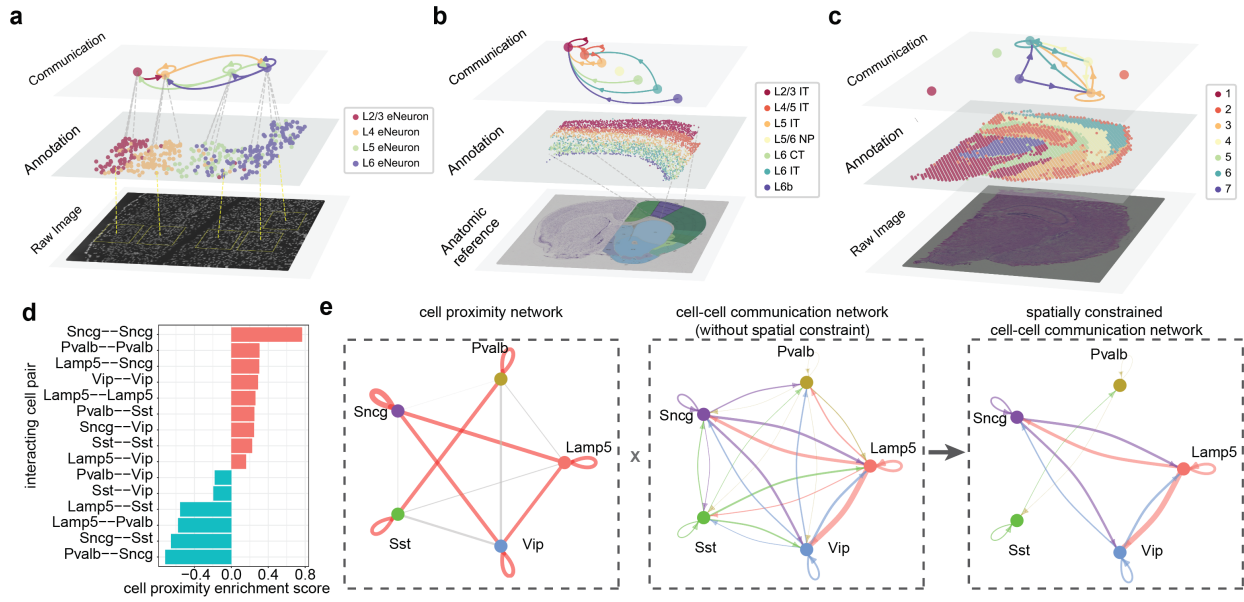 a
Communication
Annotation
Raw Image
L2/3 eNeuron
L4 eNeuron
L5 eNeuron
L6 eNeuron
b
Communication
Annotation
Anatomic
reference
L2/3 IT
L4/5 IT
L5 IT
L5/6 NP
L6 CT
L6 IT
L6b
c
Communication
Annotation
Raw Image
1
2
3
4
5
6
7
d
interacting cell pair
Sncg--Sncg
Pvalb--Pvalb
Lamp5--Sncg
Vip--Vip
Lamp5--Lamp5
Pvalb--Sst
Sncg--Vip
Sst--Sst
Lamp5--Vip
Pvalb--Vip
Sst--Vip
Lamp5--Sst
Lamp5--Pvalb
Sncg--Sst
Pvalb--Sncg
−0.4 0.0 0.4 0.8
cell proximity enrichment score
e
cell proximity network
Pvalb
Sncg
Lamp5
Sst
Vip
x
cell-cell communication network
(without spatial constraint)
Pvalb
Sncg
Lamp5
Sst
Vip
spatially constrained
cell-cell communication network
Pvalb
Sncg
Lamp5
Sst
Vip